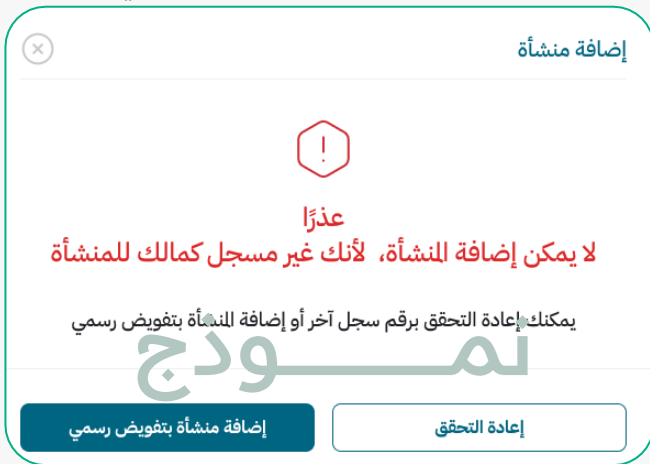 إضافة منشأة
عذرًا
لا يمكن إضافة المنشأة، لأنك غير مسجل كمالك للمنشأة
يمكنك إعادة التحقق برقم سجل آخر أو إضافة المنشأة بتفويض رسمي
نمـــــوذج
إعادة التحقق
إضافة منشأة بتفويض رسمي